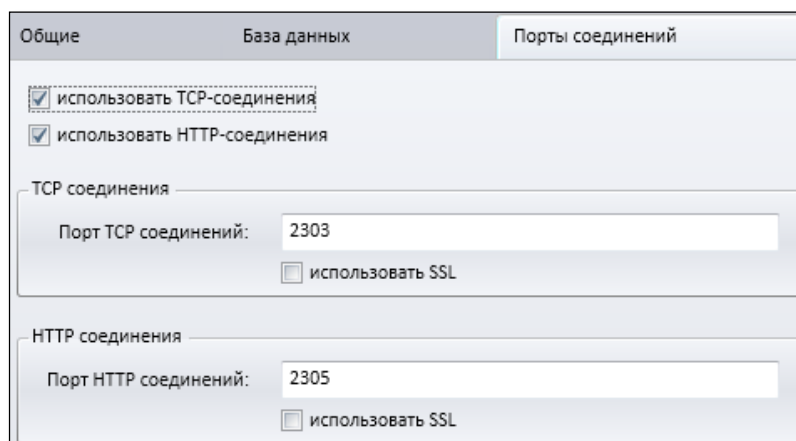 Общие База данных Порты соединений
использовать TCP-соединения
использовать HTTP-соединения
TCP соединения
Порт TCP соединений: 2303
использовать SSL
HTTP соединения
Порт HTTP соединений: 2305
использовать SSL